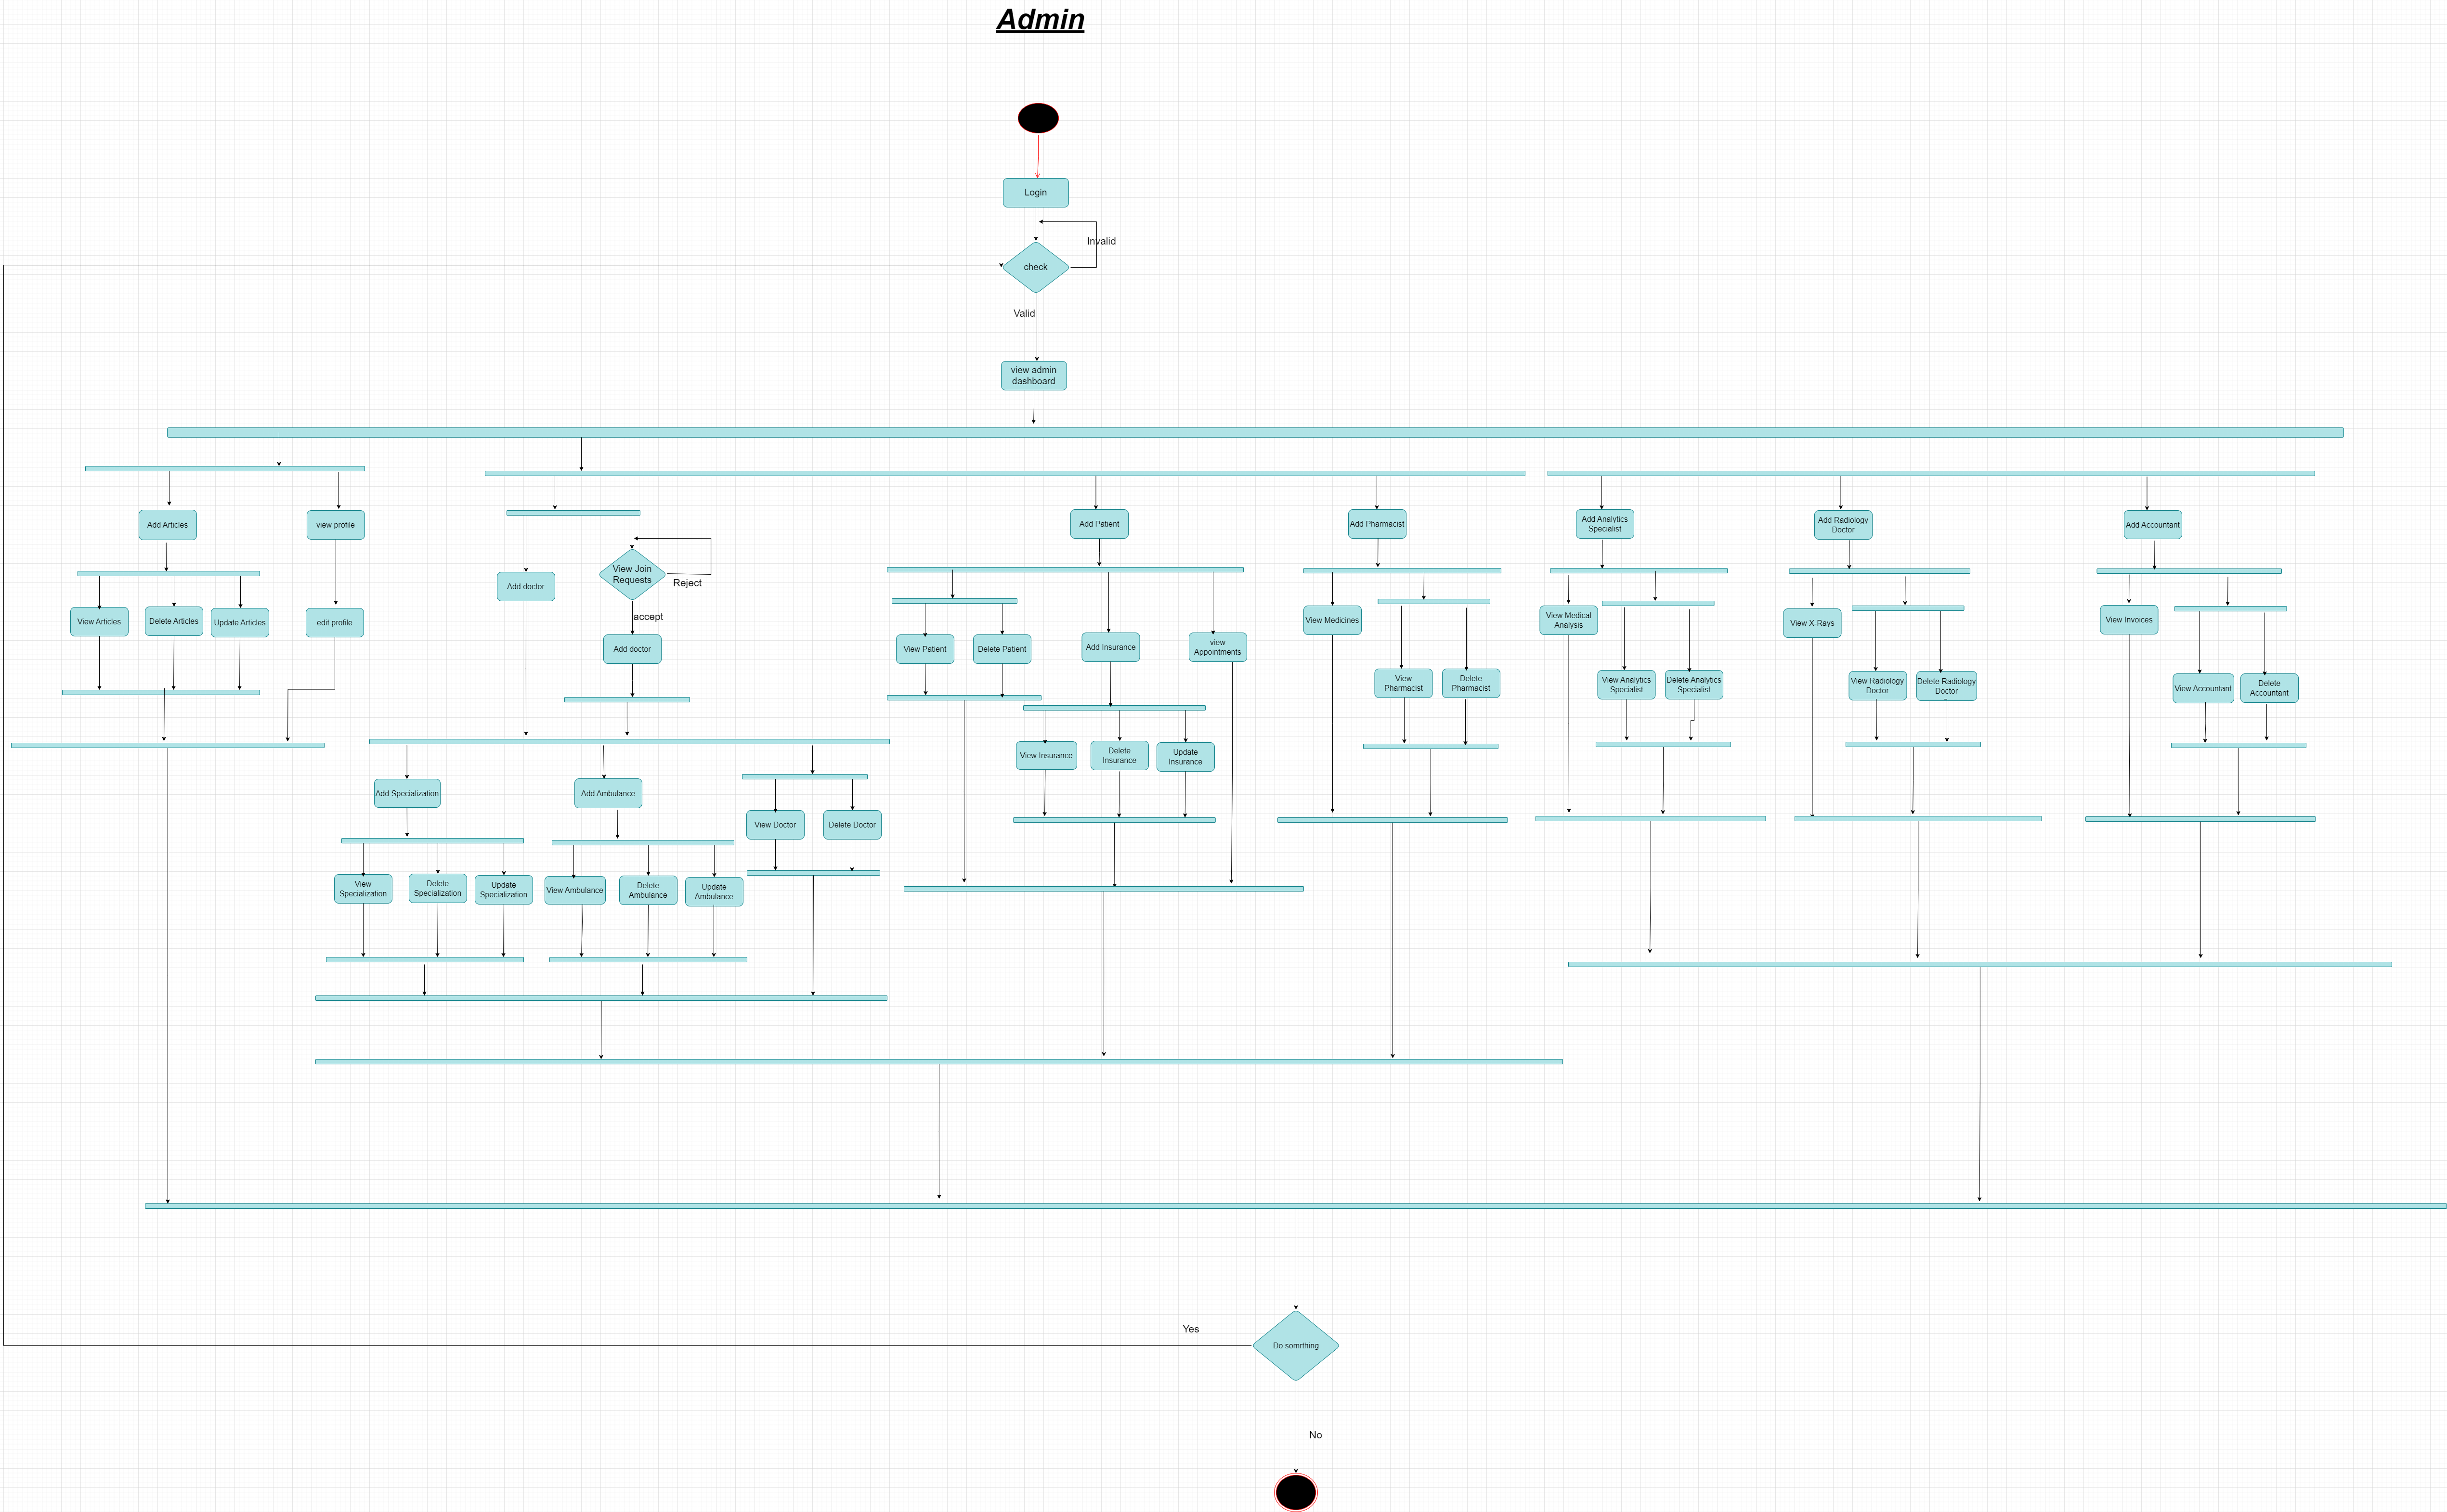 Admin
Login
Invalid
check
Valid
view admin
dashboard
Add Articles
view profile
Add Patient
Add Pharmacist
Add Analytics
Specialist
Add Radiology
Doctor
Add Accountant
View Join
Requests
Reject
Add doctor
accept
View Articles
Delete Articles
Update Articles
edit profile
Add doctor
View Patient
Delete Patient
Add Insurance
view
Appointments
View Medicines
View
Pharmacist
Delete
Pharmacist
View Medical
Analysis
View Analytics
Specialist
Delete Analytics
Specialist
View X-Rays
View Radiology
Doctor
Delete Radiology
Doctor
View Invoices
View Accountant
Delete
Accountant
View Insurance
Delete
Insurance
Update
Insurance
Add Specialization
Add Ambulance
View Doctor
Delete Doctor
View
Specialization
Delete
Specialization
Update
Specialization
View Ambulance
Delete
Ambulance
Update
Ambulance
Yes
Do somrthing
No